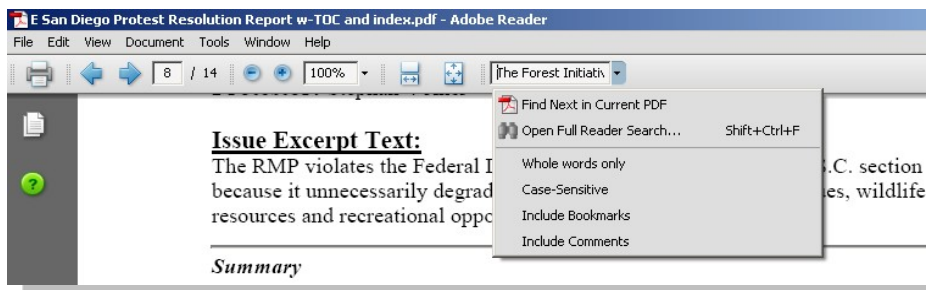 E San Diego Protest Resolution Report w-TOC and index.pdf - Adobe Reader
File Edit View Document Tools Window Help
8 / 14 100% The Forest Initiativ
Find Next in Current PDF
Open Full Reader Search... Shift+Ctrl+F
Whole words only
Case-Sensitive
Include Bookmarks
Include Comments
Issue Excerpt Text:
The RMP violates the Federal L .C. section
because it unnecessarily degrad es, wildlife
resources and recreational oppo
Summary